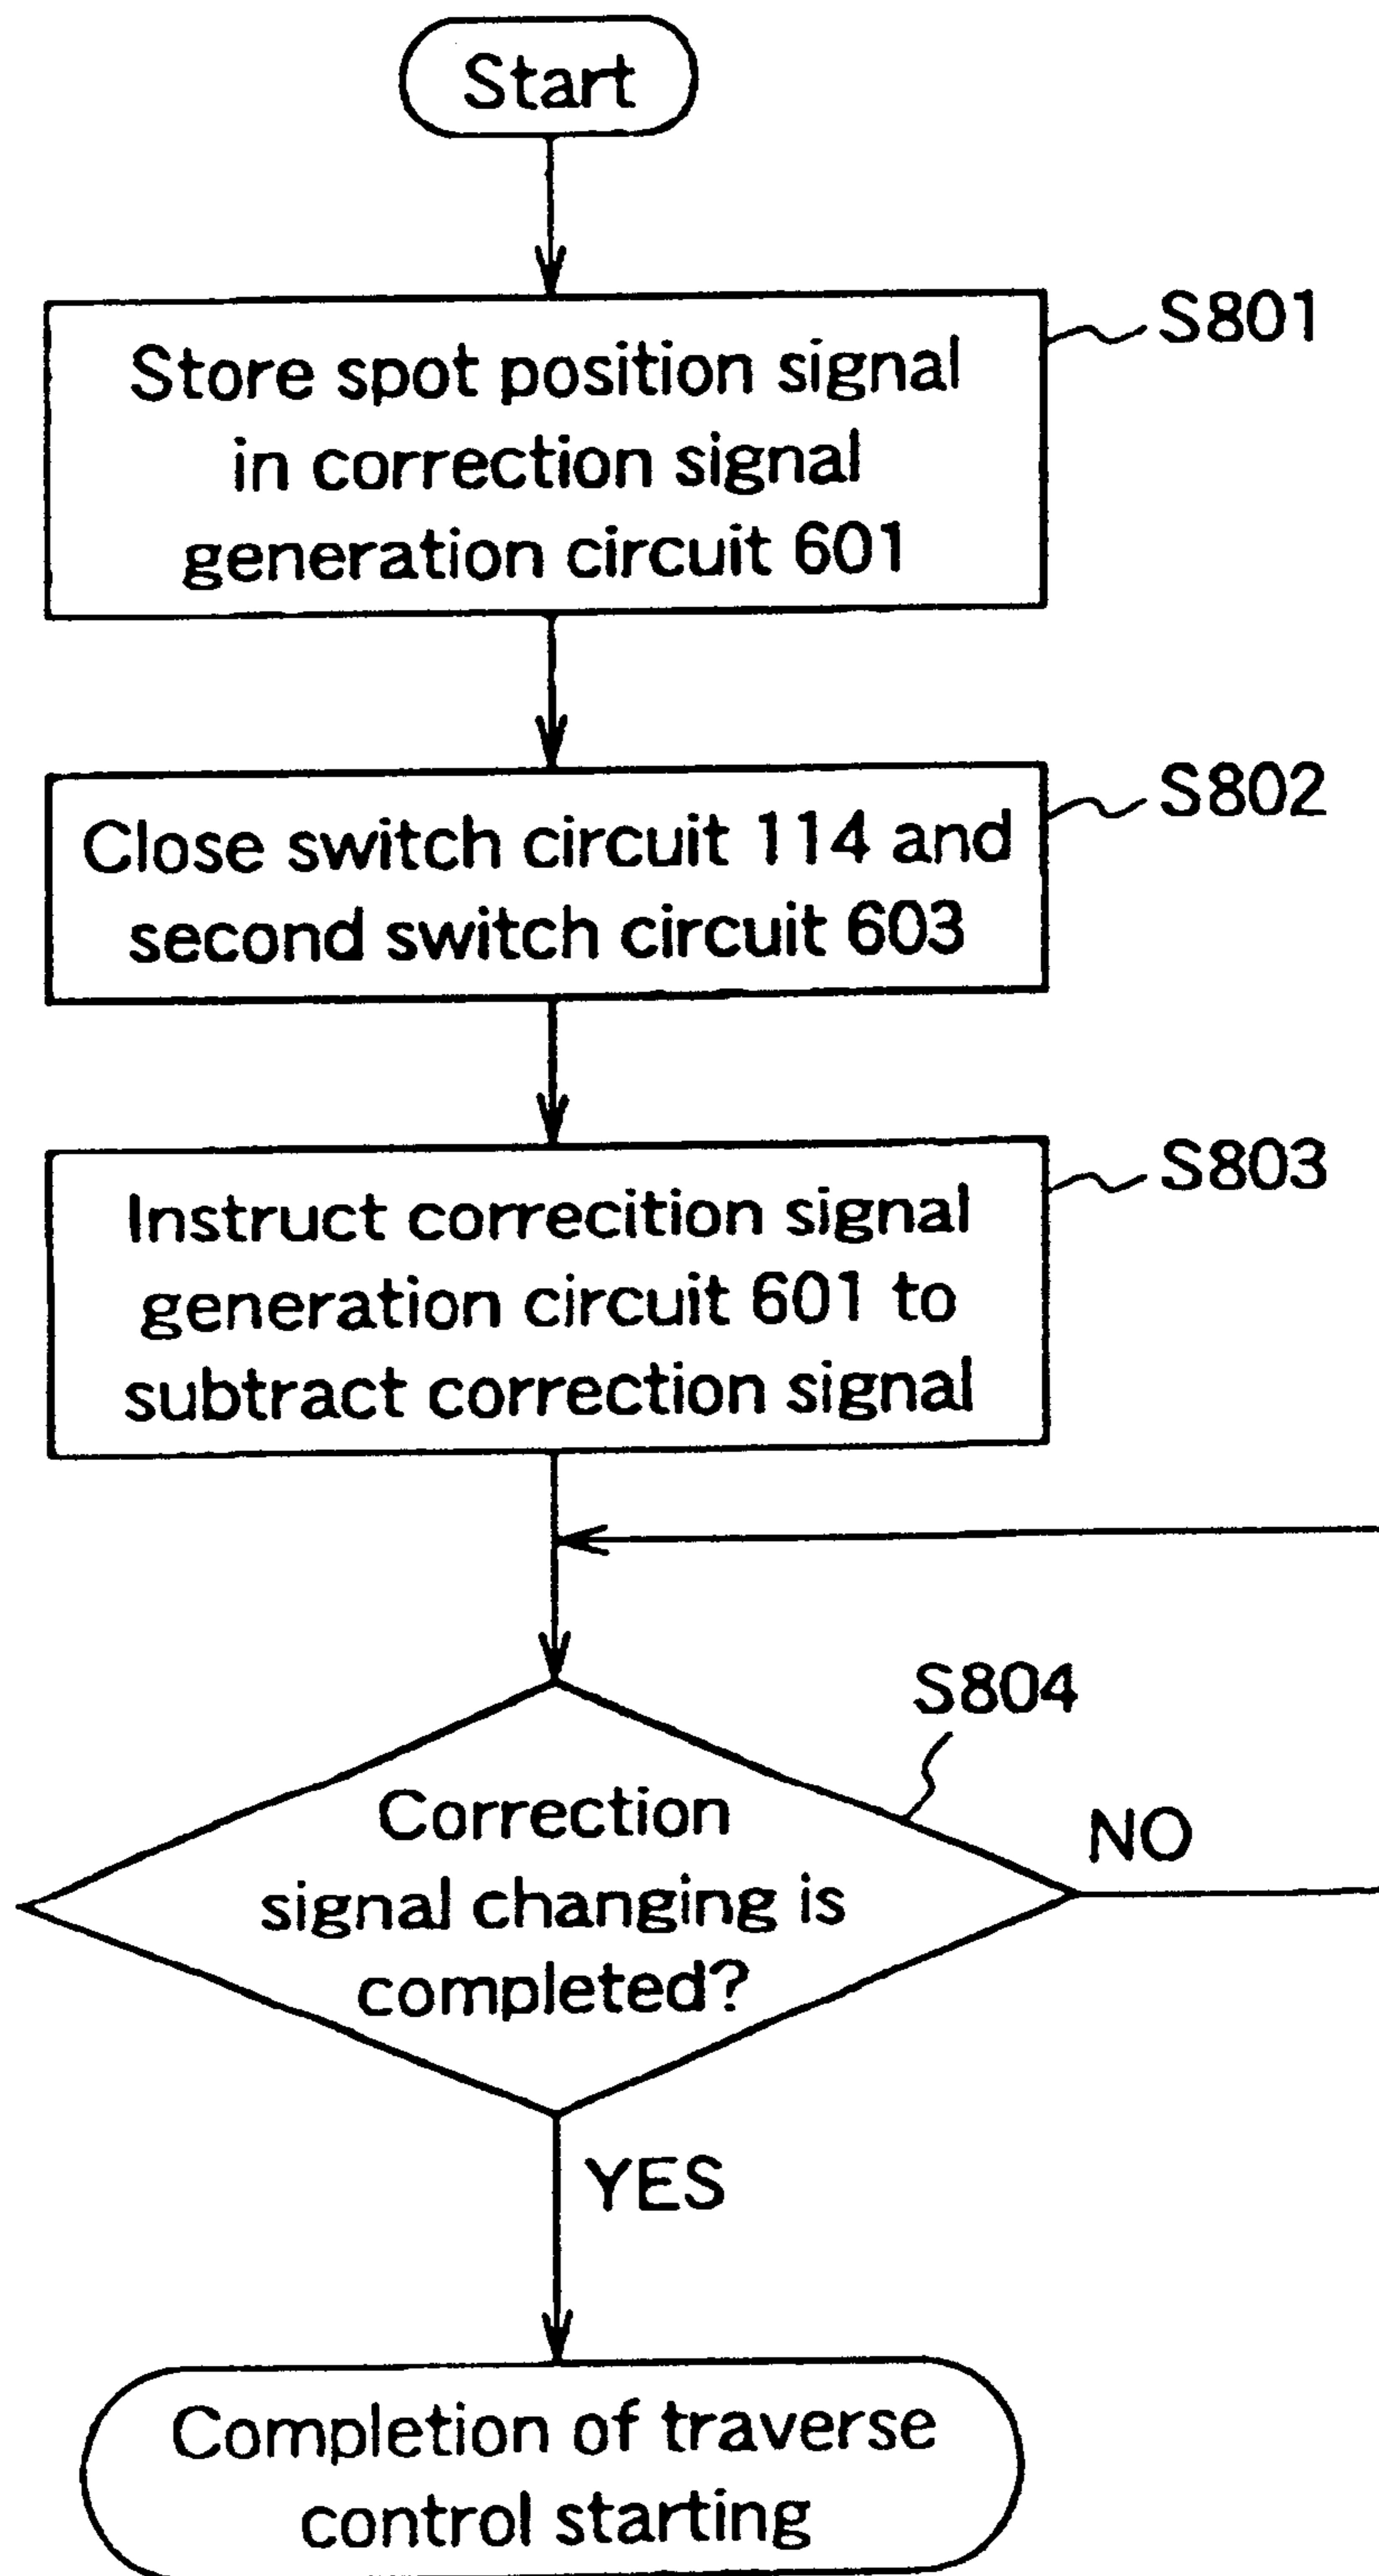 Start
Store spot position signal
in correction signal
generation circuit 601
S801
Close switch circuit 114 and
second switch circuit 603
S802
Instruct correcition signal
generation circuit 601 to
subtract correction signal
S803
S804
Correction
signal changing is
completed?
NO
YES
Completion of traverse
control starting